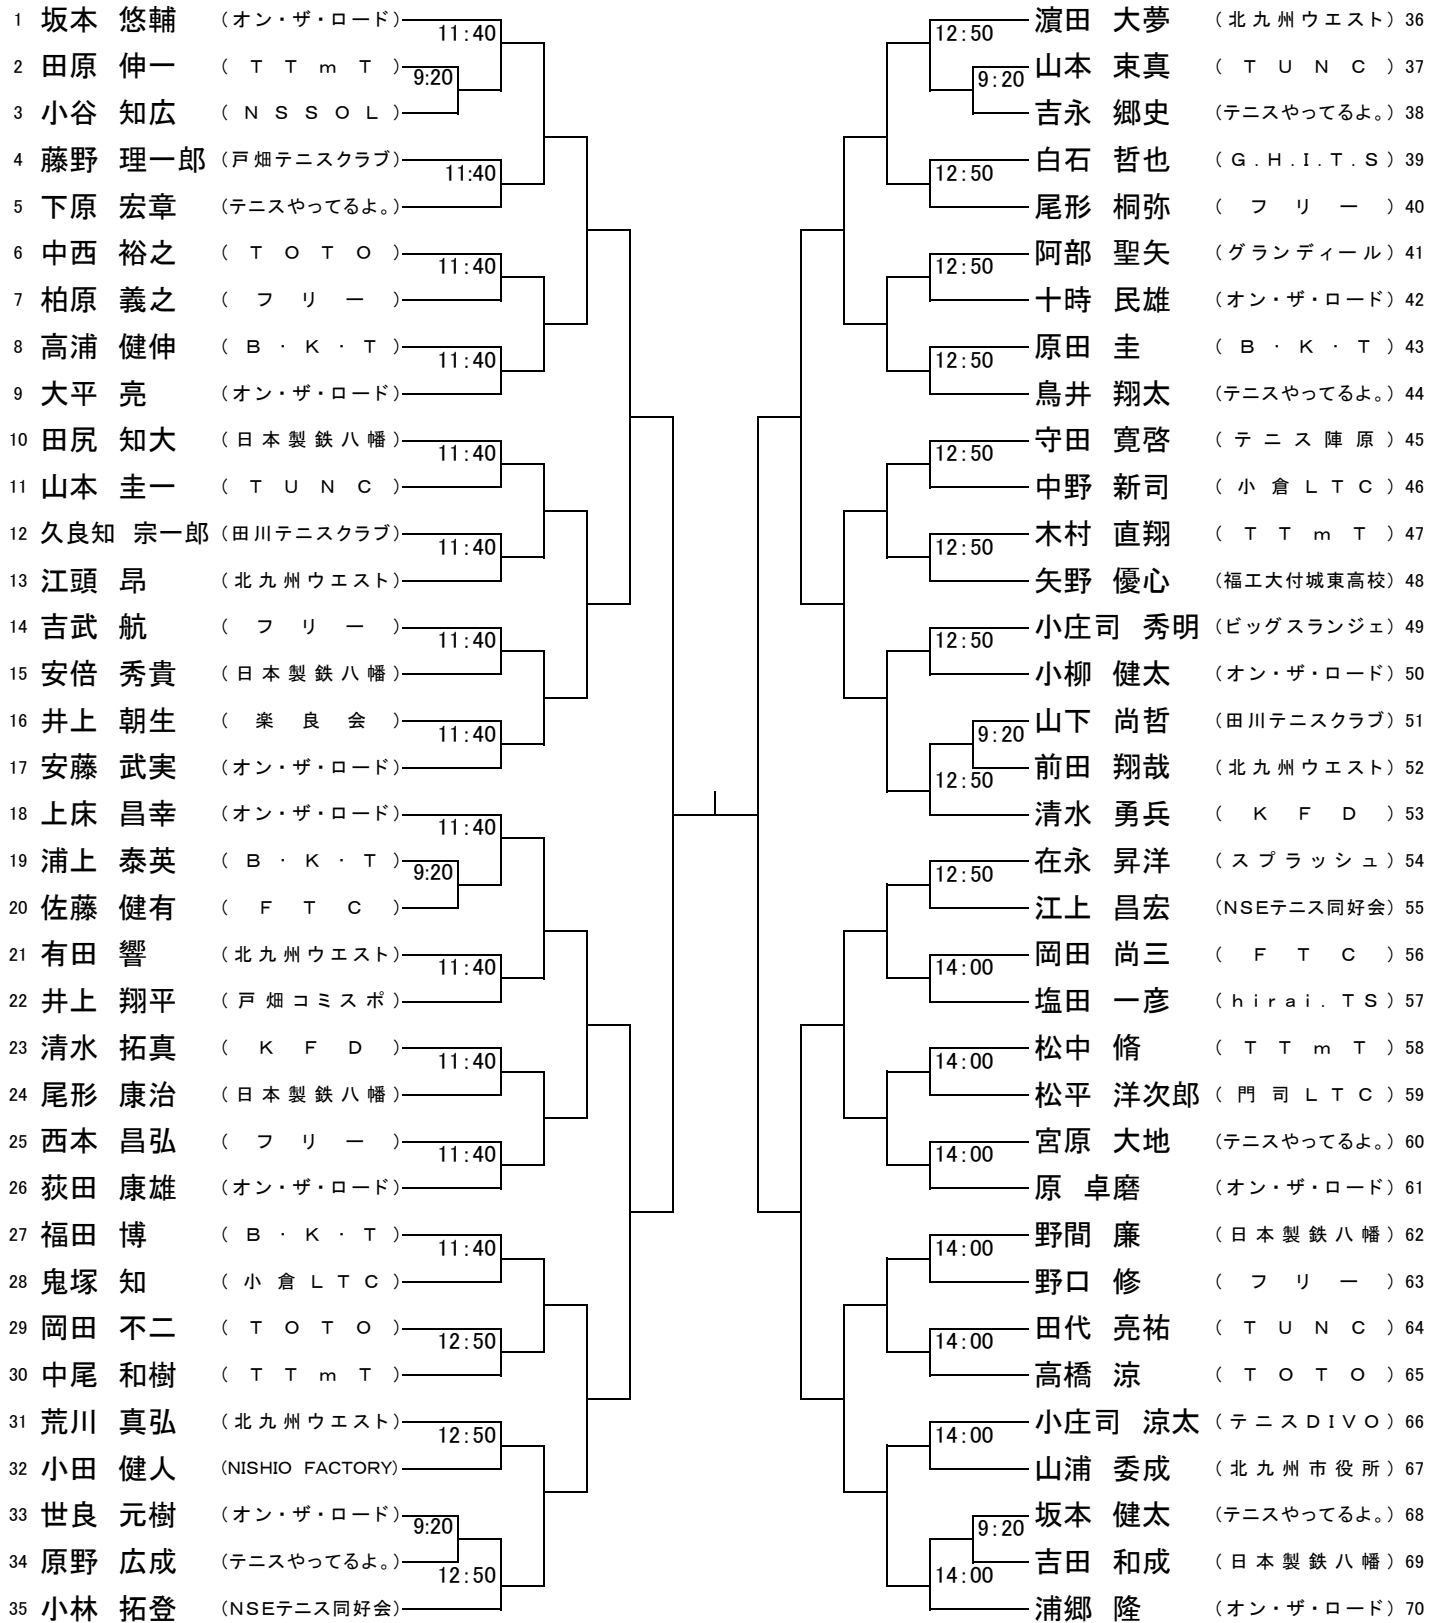 1 坂本 悠輔 (オン・ザ・ロード) 11:40
2 田原 伸一 (TTmT) 9:20
3 小谷 知広 (NSSOL)
4 藤野 理一郎 (戸畑テニスクラブ) 11:40
5 下原 宏章 (テニスやってるよ。)
6 中西 裕之 (TOTO) 11:40
7 柏原 義之 (フリー)
8 高浦 健伸 (B・K・T) 11:40
9 大平 亮 (オン・ザ・ロード)
10 田尻 知大 (日本製鉄八幡) 11:40
11 山本 圭一 (TUNC)
12 久良知 宗一郎 (田川テニスクラブ) 11:40
13 江頭 昂 (北九州ウエスト)
14 吉武 航 (フリー) 11:40
15 安倍 秀貴 (日本製鉄八幡)
16 井上 朝生 (楽良会) 11:40
17 安藤 武実 (オン・ザ・ロード)
18 上床 昌幸 (オン・ザ・ロード) 11:40
19 浦上 泰英 (B・K・T) 9:20
20 佐藤 健有 (FTC)
21 有田 響 (北九州ウエスト) 11:40
22 井上 翔平 (戸畑コミスポ)
23 清水 拓真 (KFD) 11:40
24 尾形 康治 (日本製鉄八幡)
25 西本 昌弘 (フリー) 11:40
26 荻田 康雄 (オン・ザ・ロード)
27 福田 博 (B・K・T) 11:40
28 鬼塚 知 (小倉LTC)
29 岡田 不二 (TOTO) 12:50
30 中尾 和樹 (TTmT)
31 荒川 真弘 (北九州ウエスト) 12:50
32 小田 健人 (NISHIO FACTORY)
33 世良 元樹 (オン・ザ・ロード) 9:20
34 原野 広成 (テニスやってるよ。) 12:50
35 小林 拓登 (NSEテニス同好会)
12:50 濵田 大夢 (北九州ウエスト) 36
9:20 山本 束真 (TUNC) 37
吉永 郷史 (テニスやってるよ。) 38
12:50 白石 哲也 (G.H.I.T.S) 39
尾形 桐弥 (フリー) 40
12:50 阿部 聖矢 (グランディール) 41
十時 民雄 (オン・ザ・ロード) 42
12:50 原田 圭 (B・K・T) 43
鳥井 翔太 (テニスやってるよ。) 44
12:50 守田 寛啓 (テニス陣原) 45
中野 新司 (小倉LTC) 46
12:50 木村 直翔 (TTmT) 47
矢野 優心 (福工大付城東高校) 48
12:50 小庄司 秀明 (ビッグスランジェ) 49
小柳 健太 (オン・ザ・ロード) 50
9:20 山下 尚哲 (田川テニスクラブ) 51
12:50 前田 翔哉 (北九州ウエスト) 52
清水 勇兵 (KFD) 53
12:50 在永 昇洋 (スプラッシュ) 54
江上 昌宏 (NSEテニス同好会) 55
14:00 岡田 尚三 (FTC) 56
塩田 一彦 (hirai.TS) 57
14:00 松中 脩 (TTmT) 58
松平 洋次郎 (門司LTC) 59
14:00 宮原 大地 (テニスやってるよ。) 60
原 卓磨 (オン・ザ・ロード) 61
14:00 野間 廉 (日本製鉄八幡) 62
野口 修 (フリー) 63
14:00 田代 亮祐 (TUNC) 64
高橋 涼 (TOTO) 65
14:00 小庄司 涼太 (テニスDIVO) 66
山浦 委成 (北九州市役所) 67
9:20 坂本 健太 (テニスやってるよ。) 68
14:00 吉田 和成 (日本製鉄八幡) 69
浦郷 隆 (オン・ザ・ロード) 70